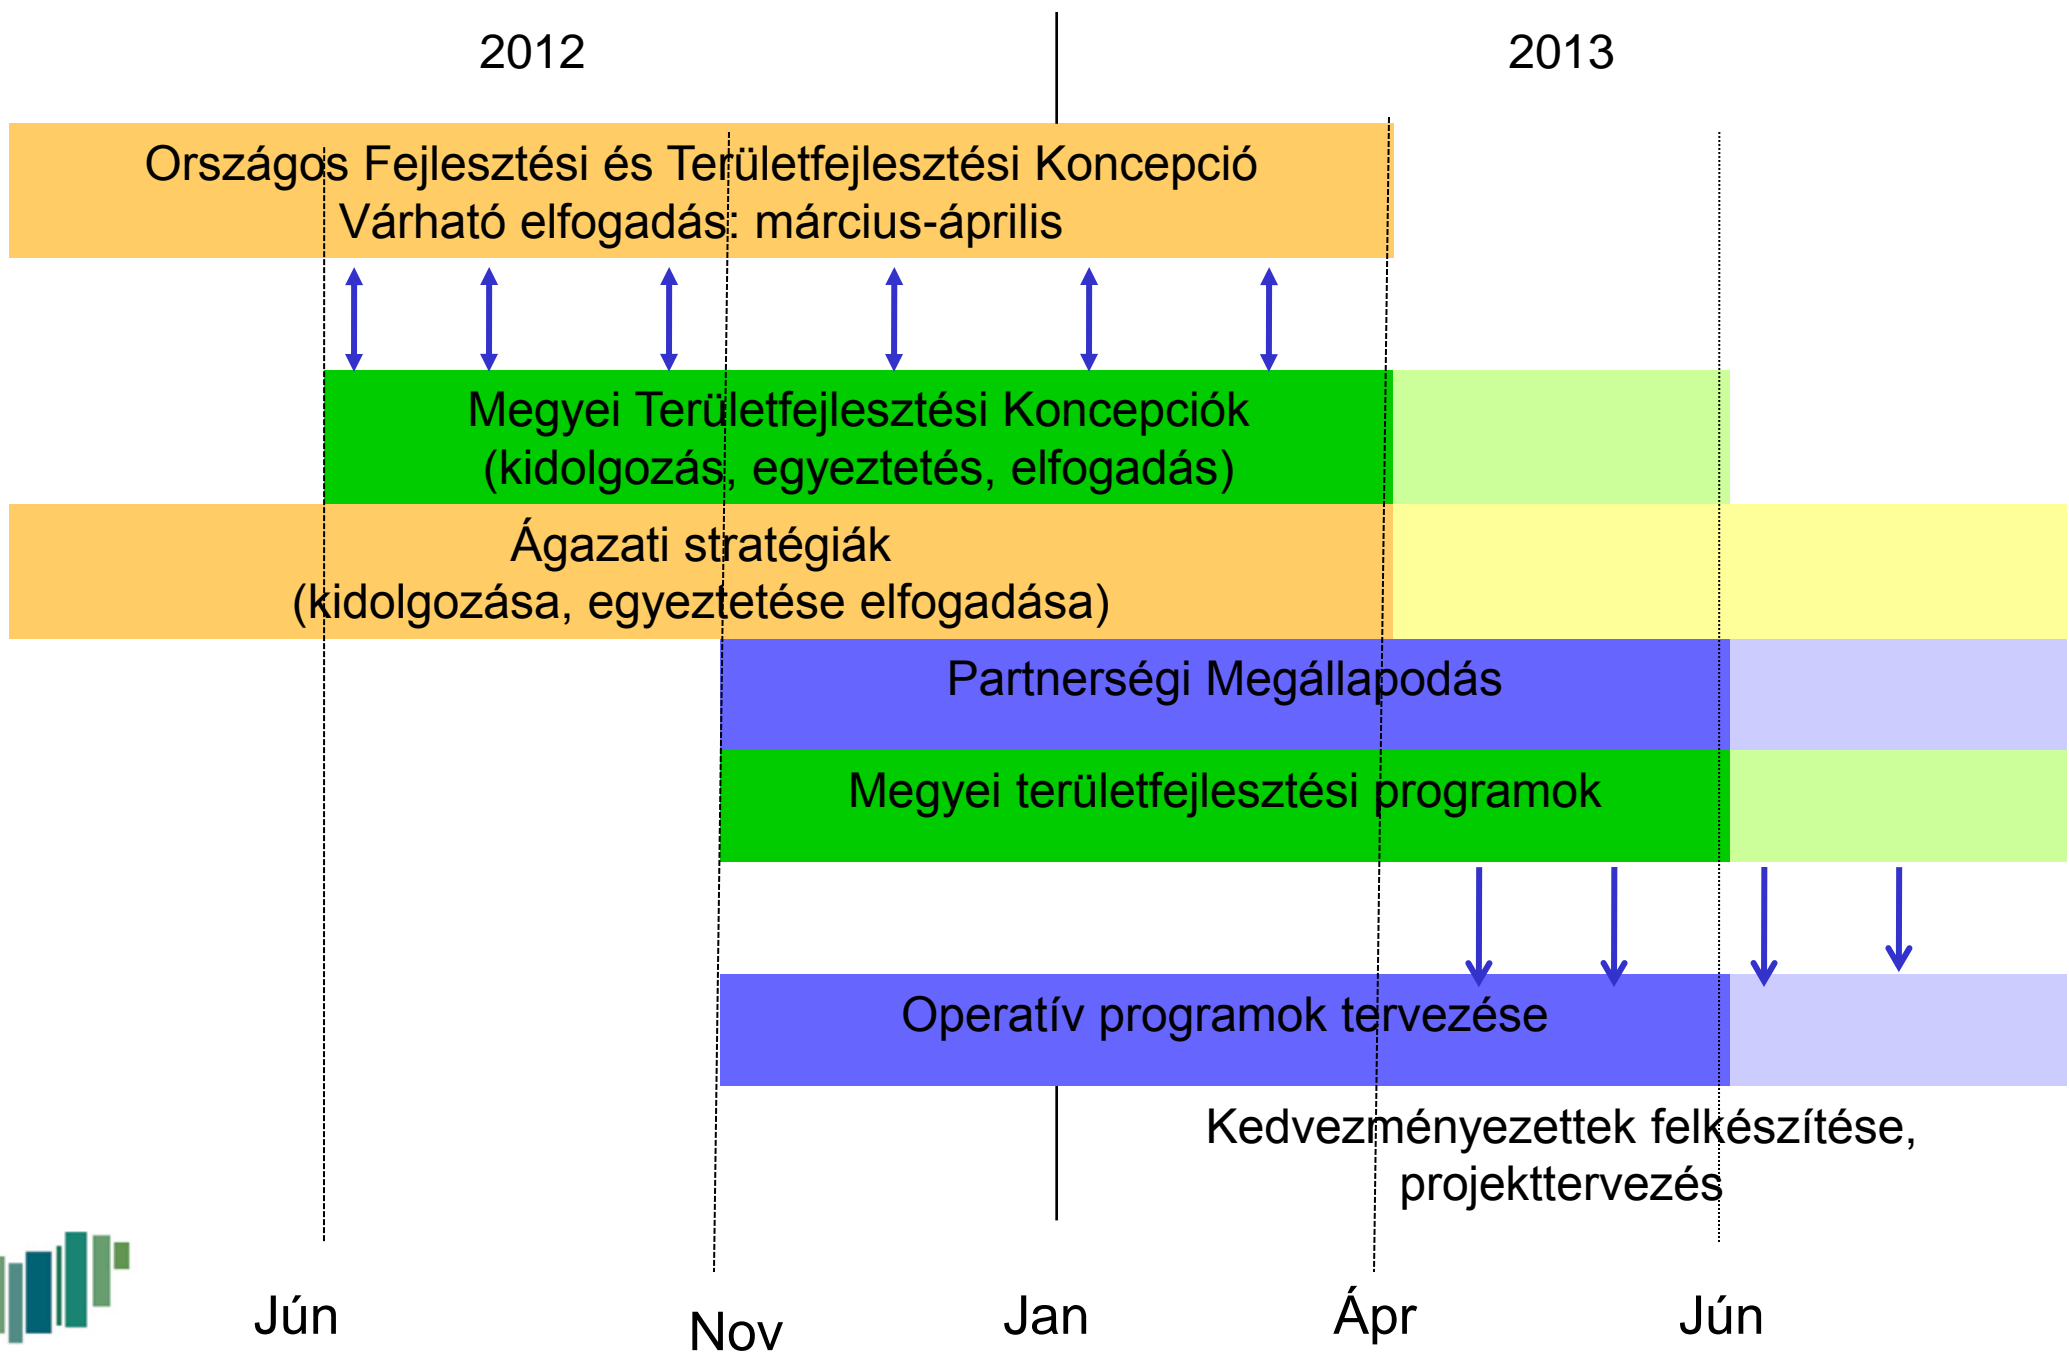 2012
2013
Országos Fejlesztési és Területfejlesztési Koncepció
Várható elfogadás: március-április
Megyei Területfejlesztési Koncepciók
(kidolgozás, egyeztetés, elfogadás)
Ágazati stratégiák
(kidolgozása, egyeztetése elfogadása)
Partnerségi Megállapodás
Megyei területfejlesztési programok
Operatív programok tervezése
Kedvezményezettek felkészítése,
projekttervezés
Jún
Nov
Jan
Ápr
Jún